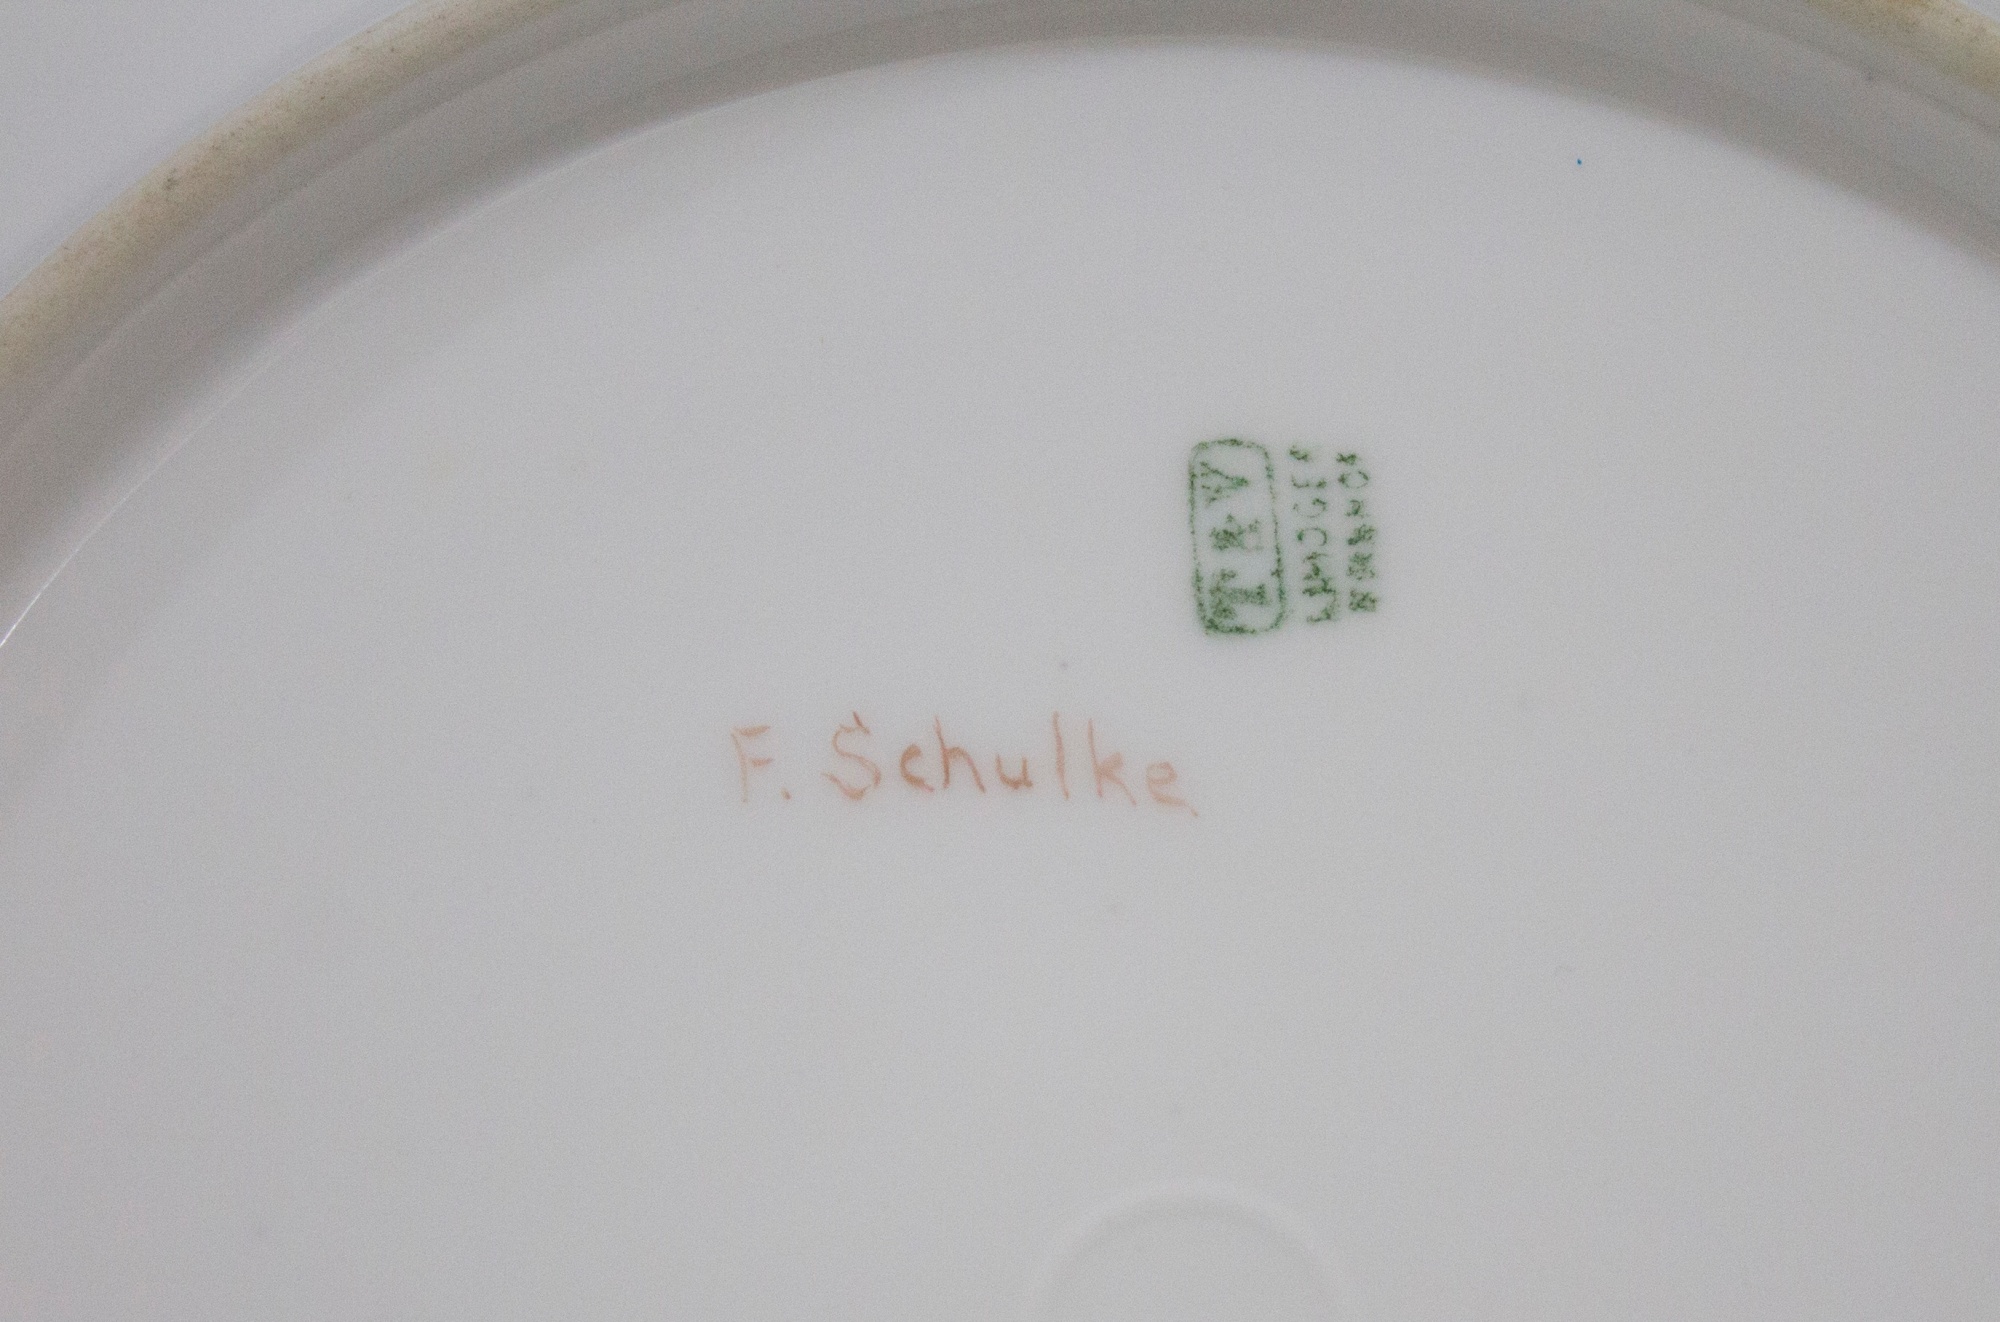 T & V
LIMOGES
FRANCE
F. Schulke